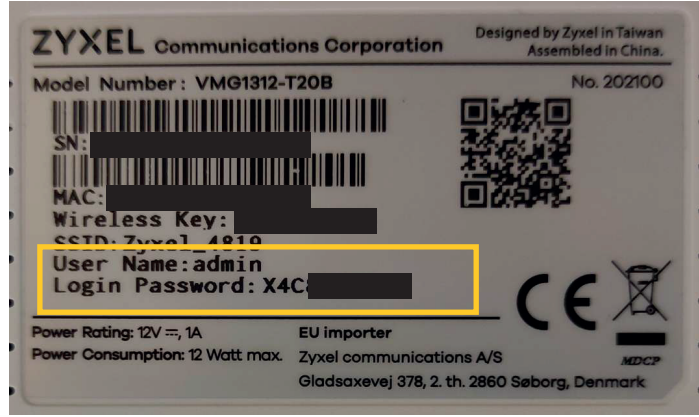 ZYXEL Communications Corporation
Designed by Zyxel in Taiwan
Assembled in China.
Model Number: VMG1312-T20B
No. 202100
SN:
MAC:
Wireless Key:
SSID:Zyxel_4819
User Name:admin
Login Password:X4C
Power Rating: 12V ⎓, 1A
Power Consumption: 12 Watt max.
EU importer
Zyxel communications A/S
Gladsaxevej 378, 2. th. 2860 Søborg, Denmark
CE
MDCP